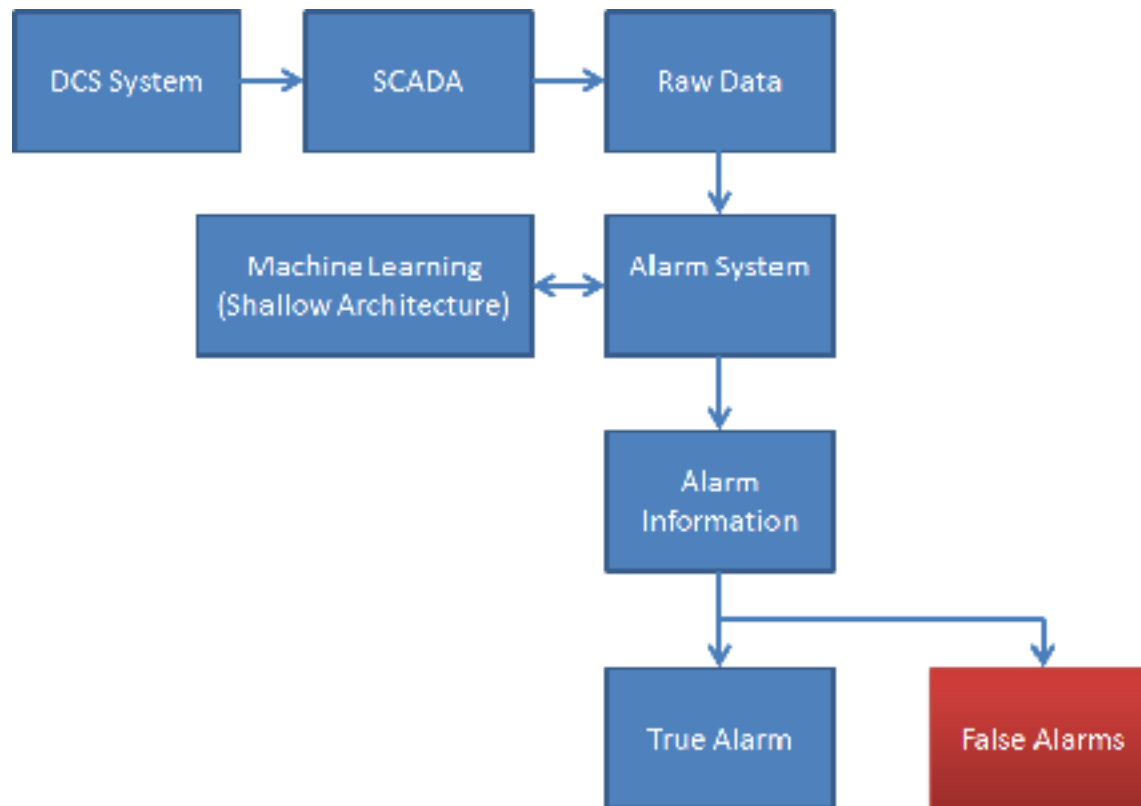 DCS System
SCADA
Raw Data
Machine Learning
(Shallow Architecture)
Alarm System
Alarm
Information
True Alarm
False Alarms